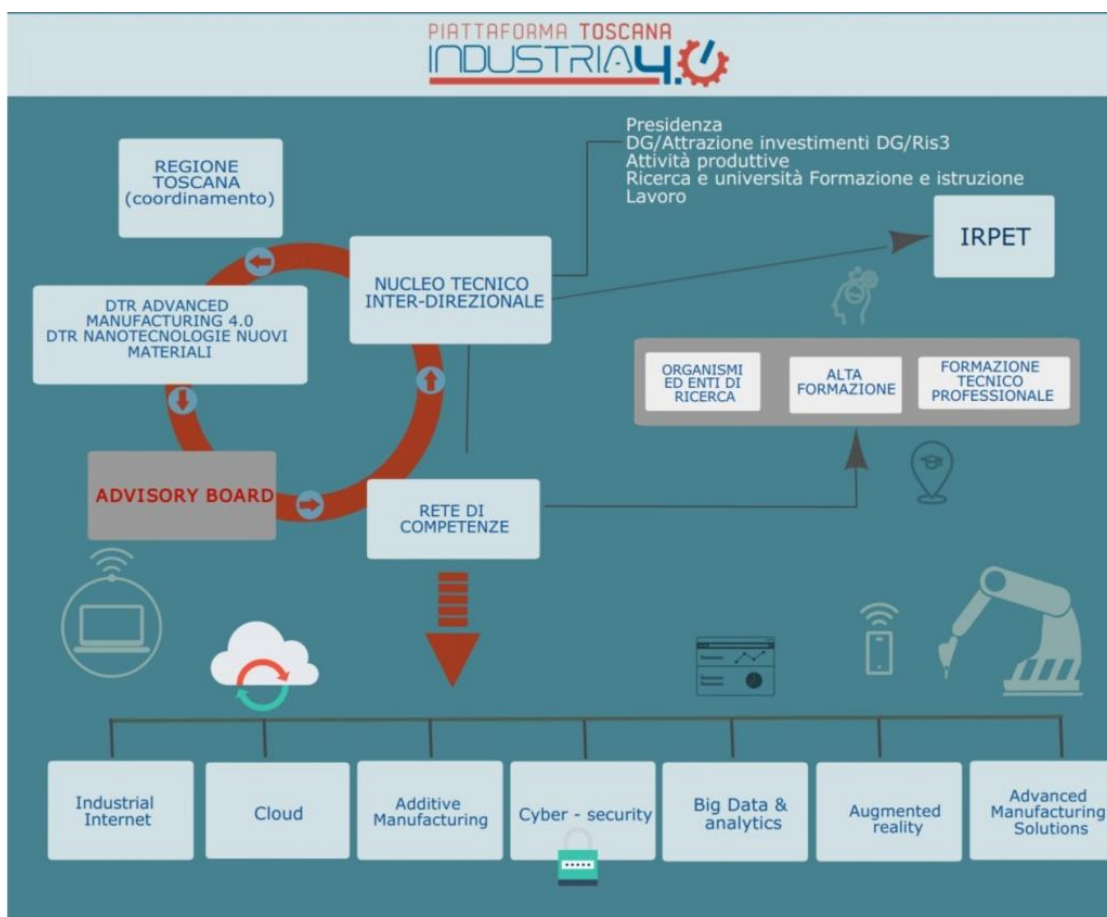 PIATTAFORMA TOSCANA
INDUSTRIA 4.0
Presidenza
DG/Attrazione investimenti DG/Ris3
Attività produttive
Ricerca e università Formazione e istruzione
Lavoro
REGIONE
TOSCANA
(coordinamento)
NUCLEO TECNICO
INTER-DIREZIONALE
IRPET
DTR ADVANCED
MANUFACTURING 4.0
DTR NANOTECNOLOGIE NUOVI
MATERIALI
ORGANISMI
ED ENTI DI
RICERCA
ALTA
FORMAZIONE
FORMAZIONE
TECNICO
PROFESSIONALE
ADVISORY BOARD
RETE DI
COMPETENZE
Industrial
Internet
Cloud
Additive
Manufacturing
Cyber - security
Big Data &
analytics
Augmented
reality
Advanced
Manufacturing
Solutions